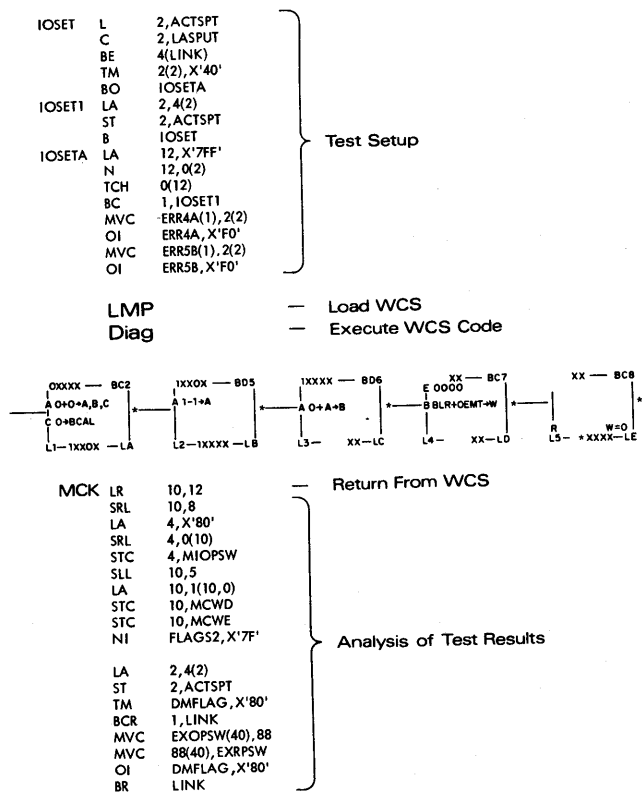 IOSET L 2,ACTSPT
C 2,LASPUT
BE 4(LINK)
TM 2(2),X'40'
BO IOSETA
IOSET1 LA 2,4(2)
ST 2,ACTSPT
B IOSET
IOSETA LA 12,X'7FF'
N 12,0(2)
TCH 0(12)
BC 1,IOSET1
MVC ERR4A(1),2(2)
OI ERR4A,X'F0'
MVC ERR5B(1),2(2)
OI ERR5B,X'F0'
Test Setup
LMP — Load WCS
Diag — Execute WCS Code
0XXXX — BC2 1XX0X — BD5 1XXXX — BD6 XX — BC7 XX — BC8
E 0000
A 0+0→A,B,C * A 1-1→A * A 0+A→B * B BLR+0EMT→W * *
C 0→BCAL R W=0
L1—1XX0X —LA L2—1XXXX —LB L3— XX—LC L4— XX—LD L5— *XXXX—LE
MCK LR 10,12 — Return From WCS
SRL 10,8
LA 4,X'80'
SRL 4,0(10)
STC 4,MIOPSW
SLL 10,5
LA 10,1(10,0)
STC 10,MCWD
STC 10,MCWE
NI FLAGS2,X'7F'
LA 2,4(2)
ST 2,ACTSPT
TM DMFLAG,X'80'
BCR 1,LINK
MVC EXOPSW(40),88
MVC 88(40),EXRPSW
OI DMFLAG,X'80'
BR LINK
Analysis of Test Results